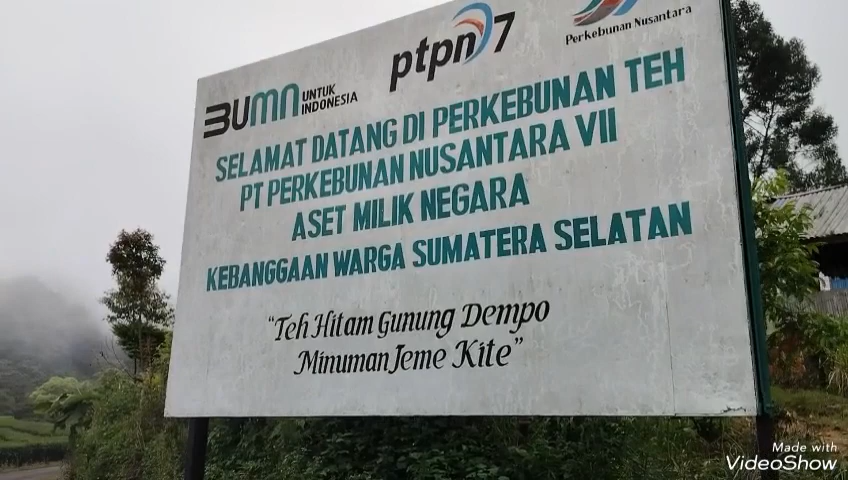 BUMN UNTUK INDONESIA
ptpn7
Perkebunan Nusantara
SELAMAT DATANG DI PERKEBUNAN TEH
PT PERKEBUNAN NUSANTARA VII
ASET MILIK NEGARA
KEBANGGAAN WARGA SUMATERA SELATAN
"Teh Hitam Gunung Dempo
Minuman Jeme Kite"
Made with
VideoShow